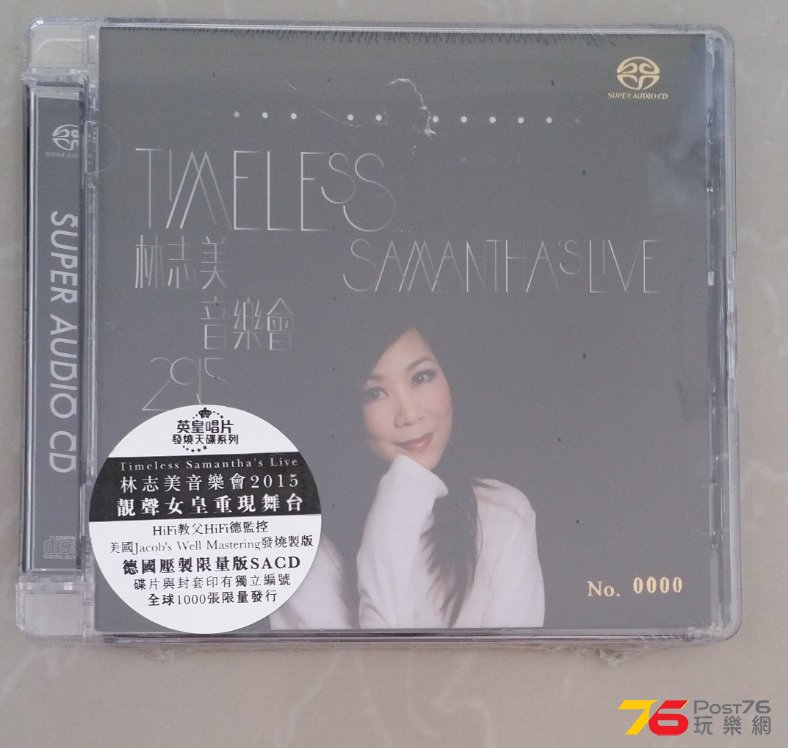 SUPER AUDIO CD
SUPER AUDIO CD
TIMELESS...
林志美
SAMANTHA'S LIVE
音樂會
2015
英皇唱片
發燒天碟系列
Timeless Samantha's Live
林志美音樂會2015
靚聲女皇重現舞台
HiFi教父HiFi德監控
美國Jacob's Well Mastering發燒製版
德國壓製限量版SACD
碟片與封套印有獨立編號
全球1000張限量發行
No. 0000
76 POST76
玩樂網